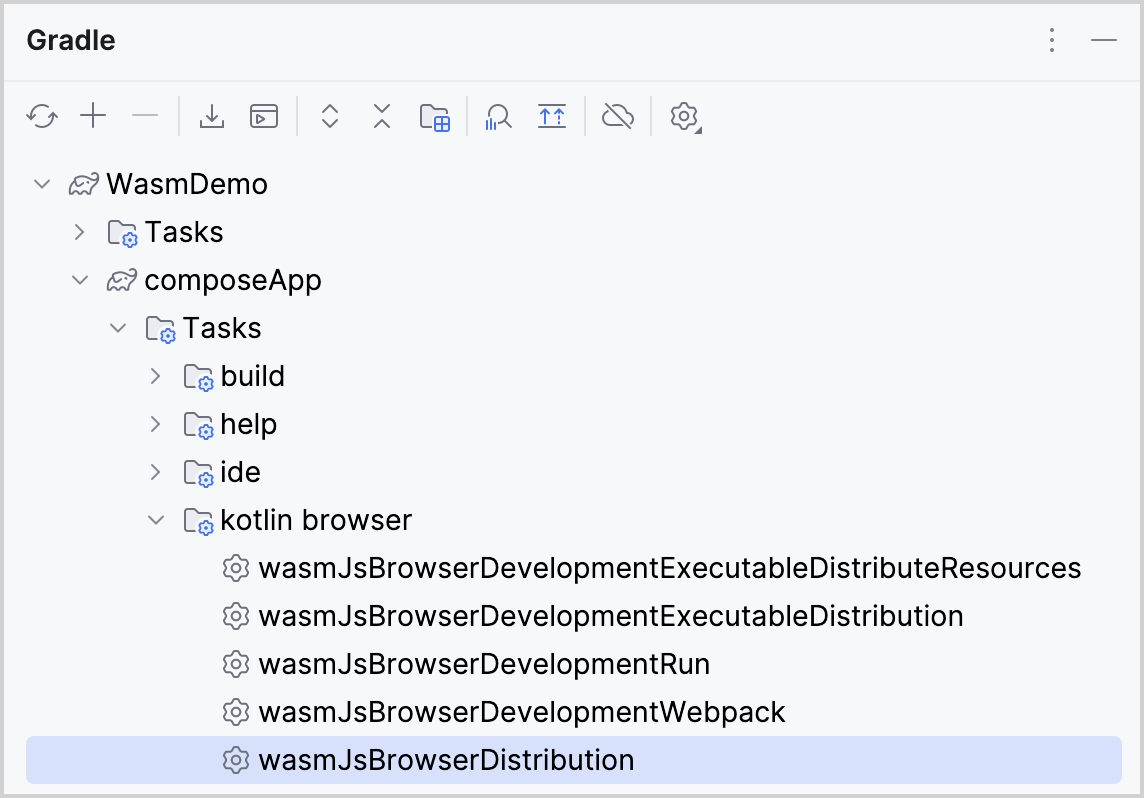 Gradle
WasmDemo
Tasks
composeApp
Tasks
build
help
ide
kotlin browser
wasmJsBrowserDevelopmentExecutableDistributeResources
wasmJsBrowserDevelopmentExecutableDistribution
wasmJsBrowserDevelopmentRun
wasmJsBrowserDevelopmentWebpack
wasmJsBrowserDistribution